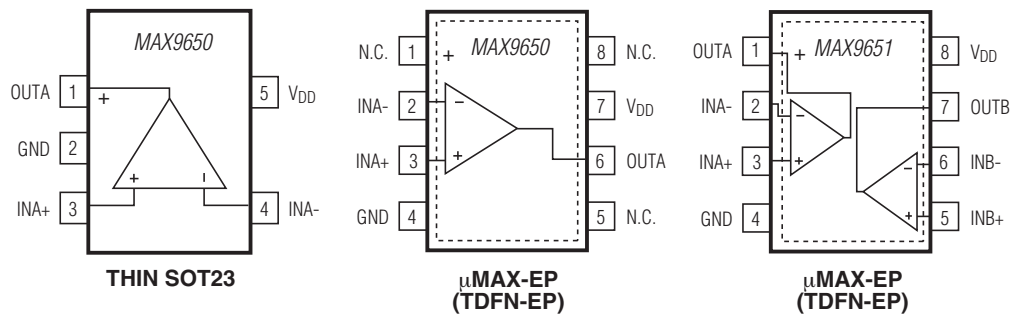 MAX9650
OUTA 1
+
5 VDD
GND 2
+ −
INA+ 3
4 INA-
THIN SOT23
N.C. 1
+ MAX9650
8 N.C.
INA- 2
−
7 VDD
INA+ 3
+
6 OUTA
GND 4
5 N.C.
µMAX-EP
(TDFN-EP)
OUTA 1
+ MAX9651
8 VDD
INA- 2
−
7 OUTB
INA+ 3
+
− 6 INB-
GND 4
+ 5 INB+
µMAX-EP
(TDFN-EP)